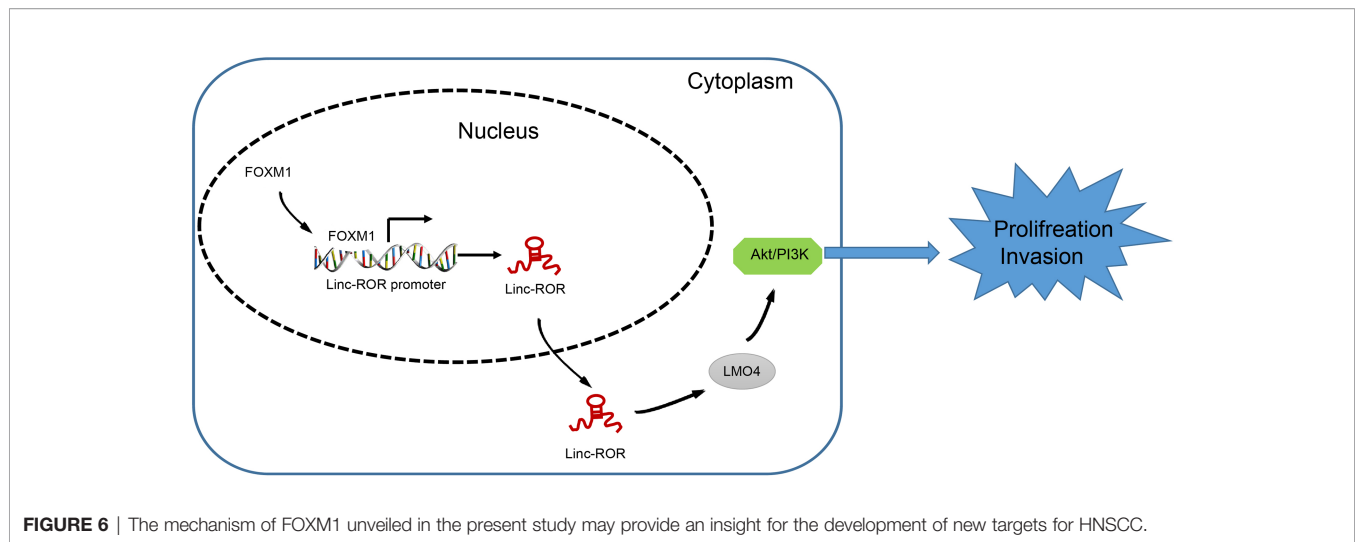 Cytoplasm
Nucleus
FOXM1
FOXM1
Linc-ROR promoter
Linc-ROR
Akt/PI3K
Prolifreation
Invasion
LMO4
Linc-ROR
FIGURE 6 | The mechanism of FOXM1 unveiled in the present study may provide an insight for the development of new targets for HNSCC.